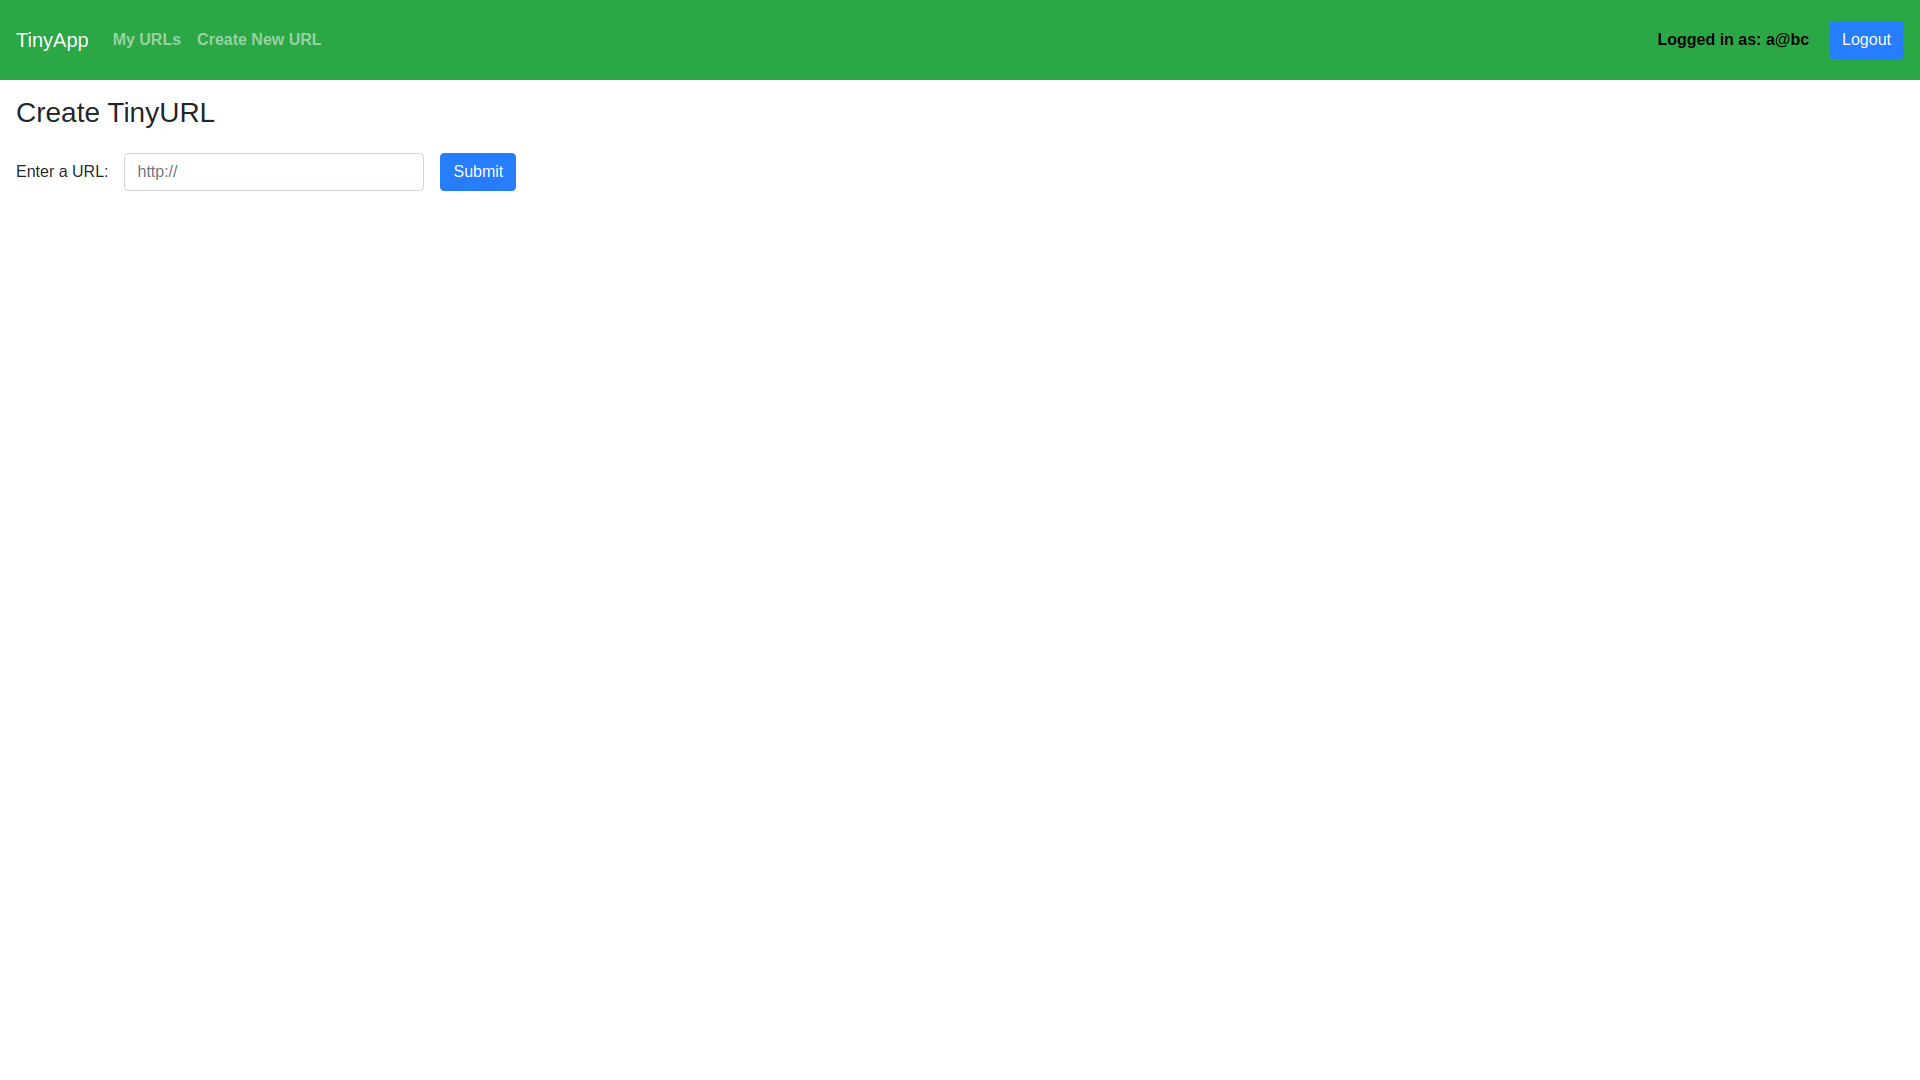 TinyApp My URLs Create New URL Logged in as: a@bc Logout
Create TinyURL
Enter a URL: http:// Submit